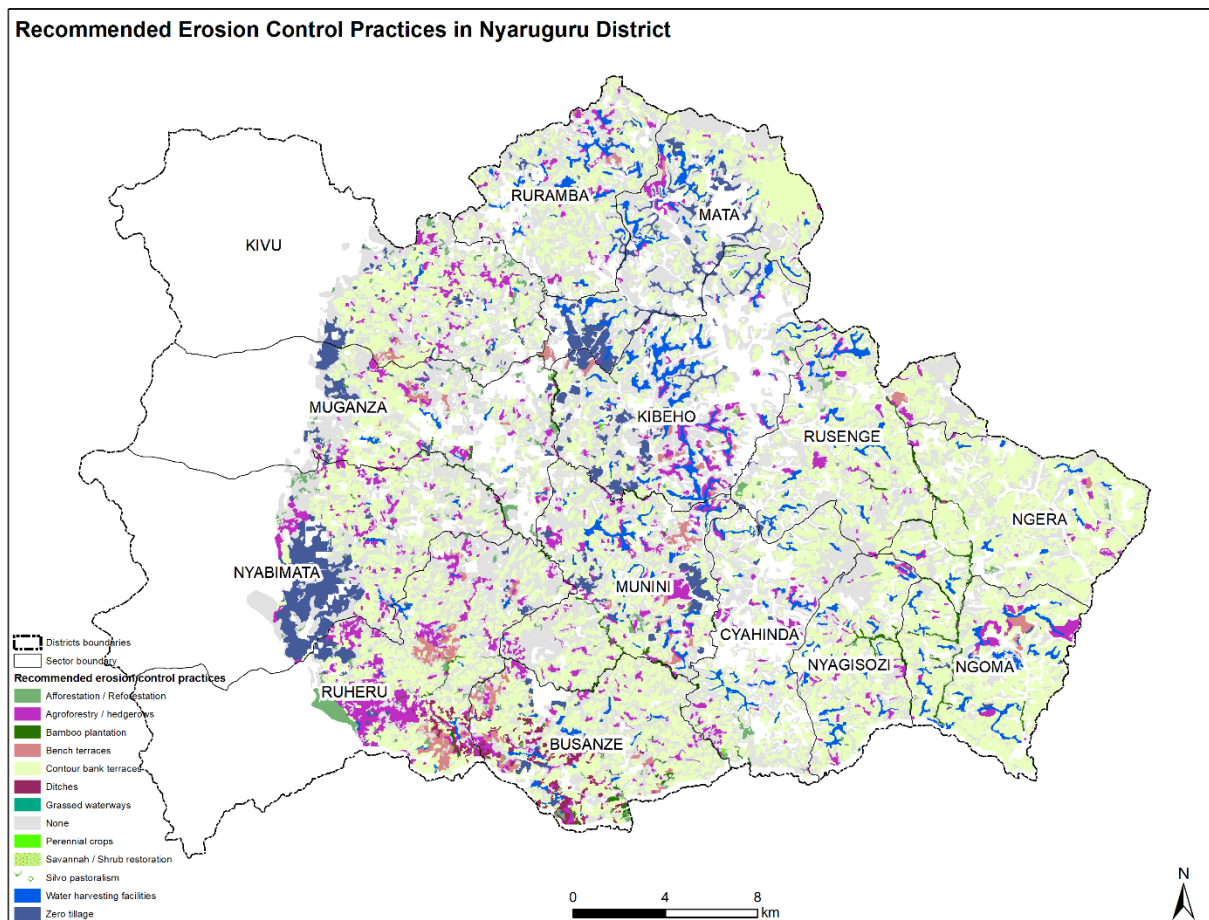 Recommended Erosion Control Practices in Nyaruguru District
RURAMBA
MATA
KIVU
MUGANZA
KIBEHO
RUSENGE
NGERA
NYABIMATA
MUNINI
CYAHINDA
NYAGISOZI
NGOMA
RUHERU
BUSANZE
Districts boundaries
Sector boundary
Recommended erosion control practices
Afforestation / Reforestation
Agroforestry / hedgerows
Bamboo plantation
Bench terraces
Contour bank terraces
Ditches
Grassed waterways
None
Perennial crops
Savannah / Shrub restoration
Silvo pastoralism
Water harvesting facilities
Zero tillage
0 4 8
km
N